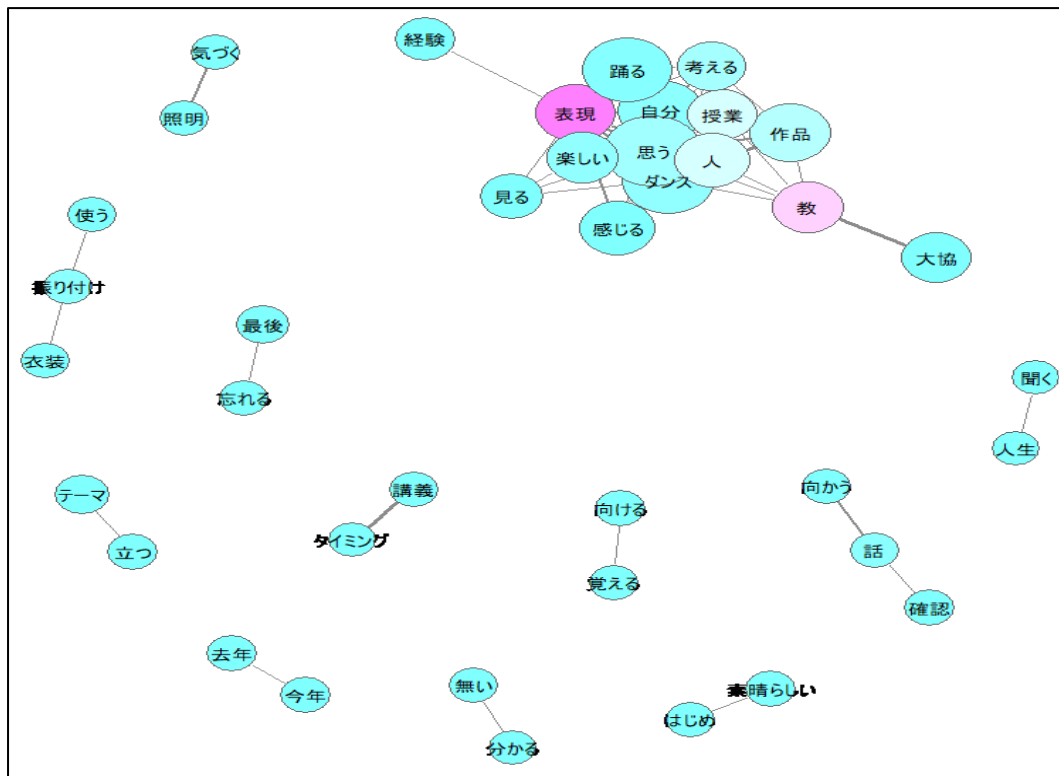 経験
気づく
踊る
考える
照明
表現
自分
授業
作品
思う
楽しい
人
ダンス
見る
教
使う
感じる
大協
振り付け
最後
衣装
聞く
忘れる
人生
向かう
講義
テーマ
向ける
タイミング
話
立つ
覚える
確認
去年
無い
素晴らしい
今年
はじめ
分かる